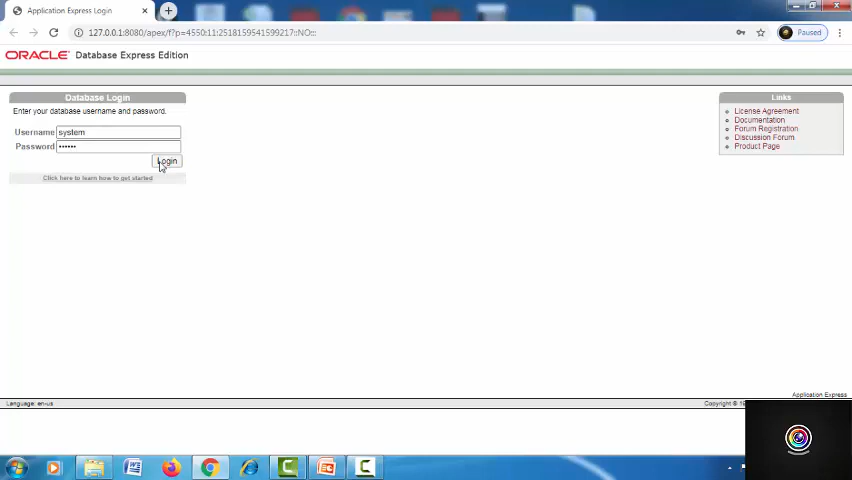 Application Express Login
127.0.0.1:8080/apex/f?p=4550:11:2518159541599217::NO:::
Paused
ORACLE Database Express Edition
Database Login
Enter your database username and password.
Username system
Password ••••••
Login
Click here to learn how to get started
Links
License Agreement
Documentation
Forum Registration
Discussion Forum
Product Page
Application Express
Language: en-us
Copyright ©